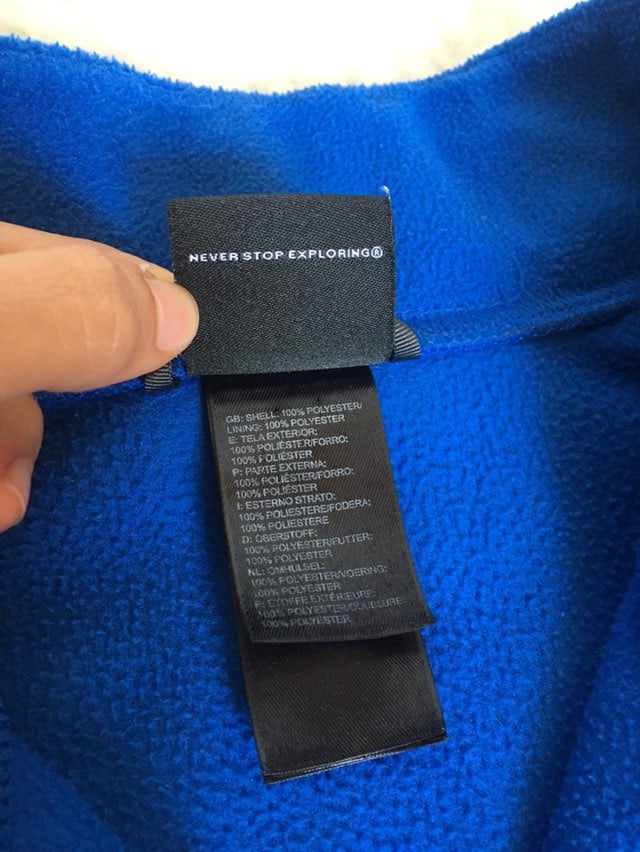 NEVER STOP EXPLORING®
GB: SHELL: 100% POLYESTER/
LINING: 100% POLYESTER
E: TELA EXTERIOR:
100% POLIÉSTER/FORRO:
100% POLIÉSTER
P: PARTE EXTERNA:
100% POLIÉSTER/FORRO:
100% POLIÉSTER
I: ESTERNO STRATO:
100% POLIESTERE/FODERA:
100% POLIESTERE
D: OBERSTOFF:
100% POLYESTER/FUTTER:
100% POLYESTER
NL: OMHULSEL:
100% POLYESTER/VOERING:
100% POLYESTER
F: ETOFFE EXTÉRIEURE:
100% POLYESTER/DOUBLURE
100% POLYESTER